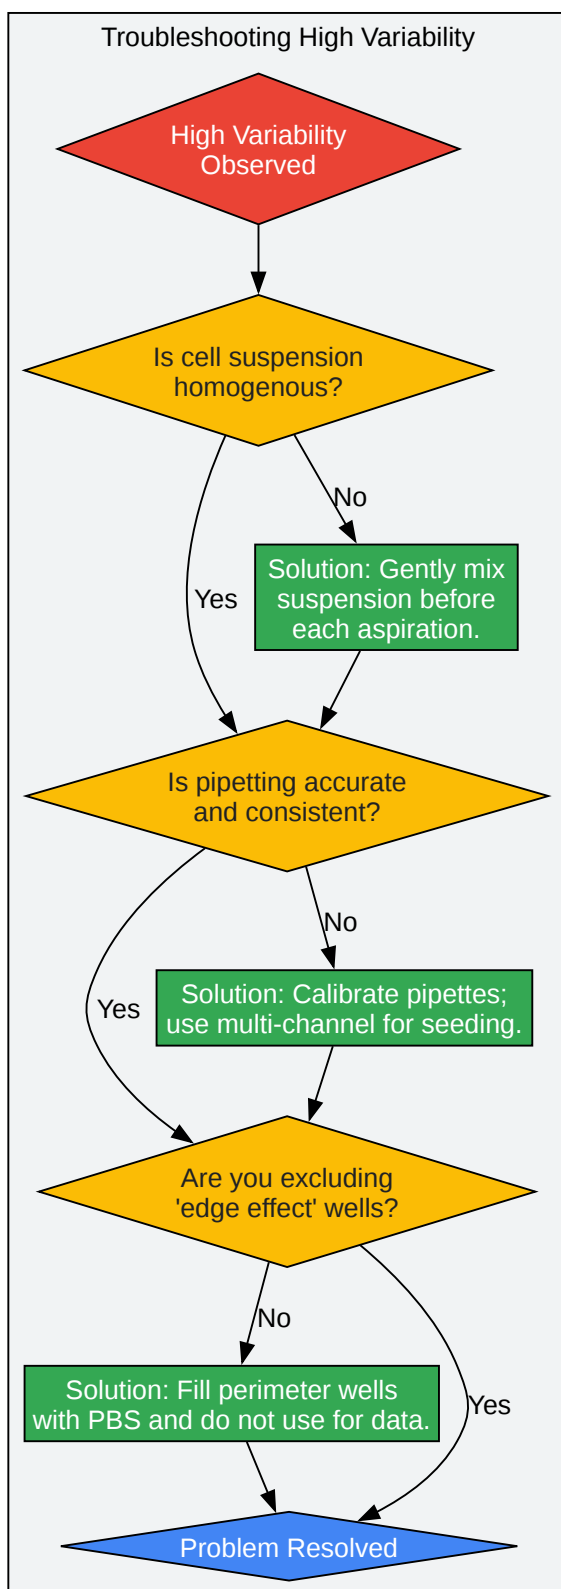 Troubleshooting High Variability
High Variability
Observed
Is cell suspension
homogenous?
No
Solution: Gently mix
suspension before
each aspiration.
Yes
Is pipetting accurate
and consistent?
No
Solution: Calibrate pipettes;
use multi-channel for seeding.
Yes
Are you excluding
'edge effect' wells?
No
Solution: Fill perimeter wells
with PBS and do not use for data.
Yes
Problem Resolved